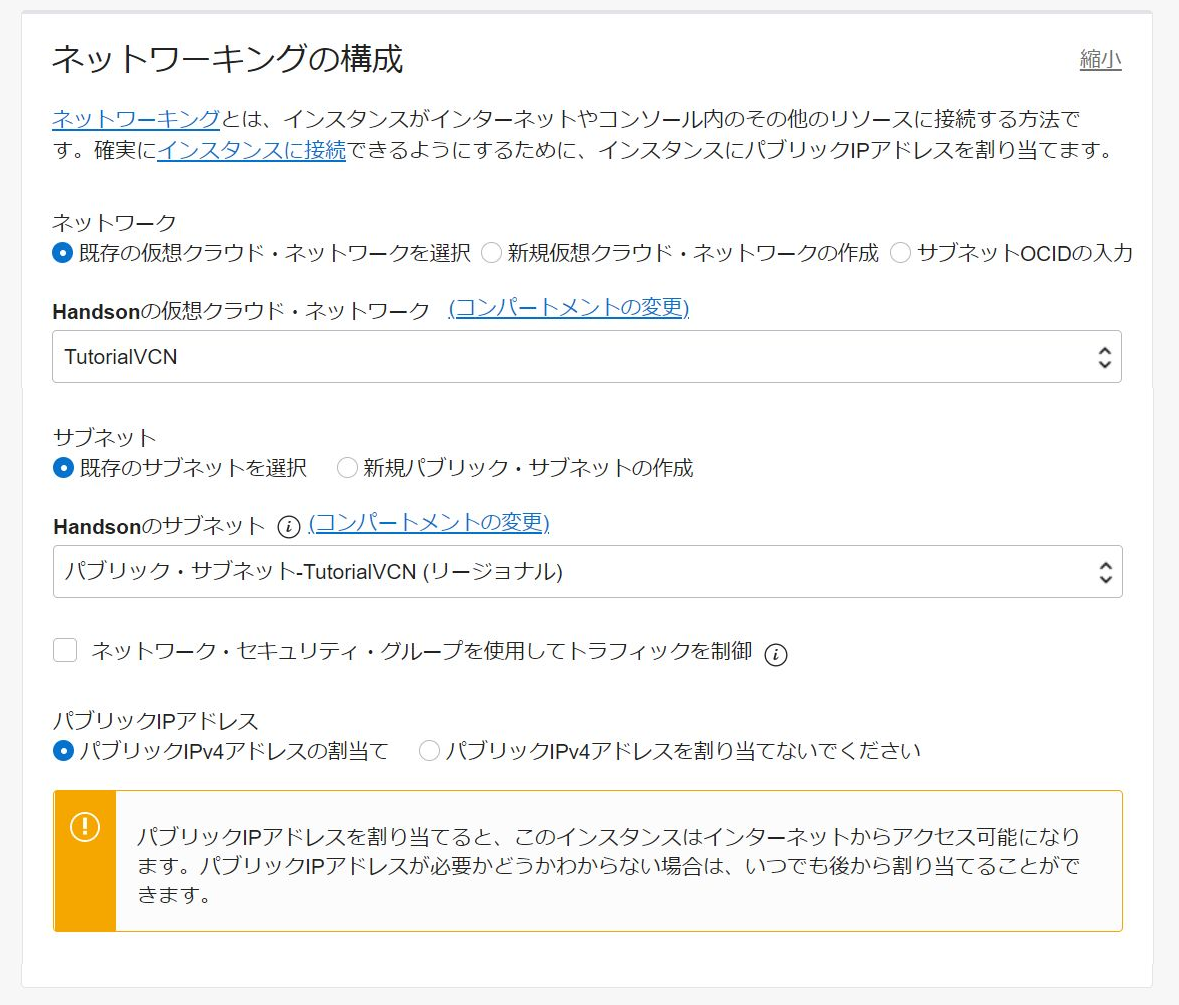 ネットワーキングの構成
縮小
ネットワーキングとは、インスタンスがインターネットやコンソール内のその他のリソースに接続する方法で
す。確実にインスタンスに接続できるようにするために、インスタンスにパブリックIPアドレスを割り当てます。
ネットワーク
既存の仮想クラウド・ネットワークを選択 新規仮想クラウド・ネットワークの作成 サブネットOCIDの入力
Handsonの仮想クラウド・ネットワーク (コンパートメントの変更)
TutorialVCN
サブネット
既存のサブネットを選択 新規パブリック・サブネットの作成
Handsonのサブネット (コンパートメントの変更)
パブリック・サブネット-TutorialVCN (リージョナル)
ネットワーク・セキュリティ・グループを使用してトラフィックを制御
パブリックIPアドレス
パブリックIPv4アドレスの割当て パブリックIPv4アドレスを割り当てないでください
パブリックIPアドレスを割り当てると、このインスタンスはインターネットからアクセス可能になり
ます。パブリックIPアドレスが必要かどうかわからない場合は、いつでも後から割り当てることがで
きます。